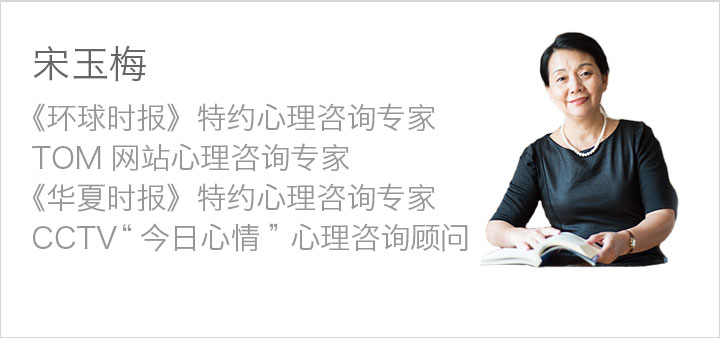 宋玉梅
《环球时报》特约心理咨询专家
TOM 网站心理咨询专家
《华夏时报》特约心理咨询专家
CCTV“今日心情”心理咨询顾问